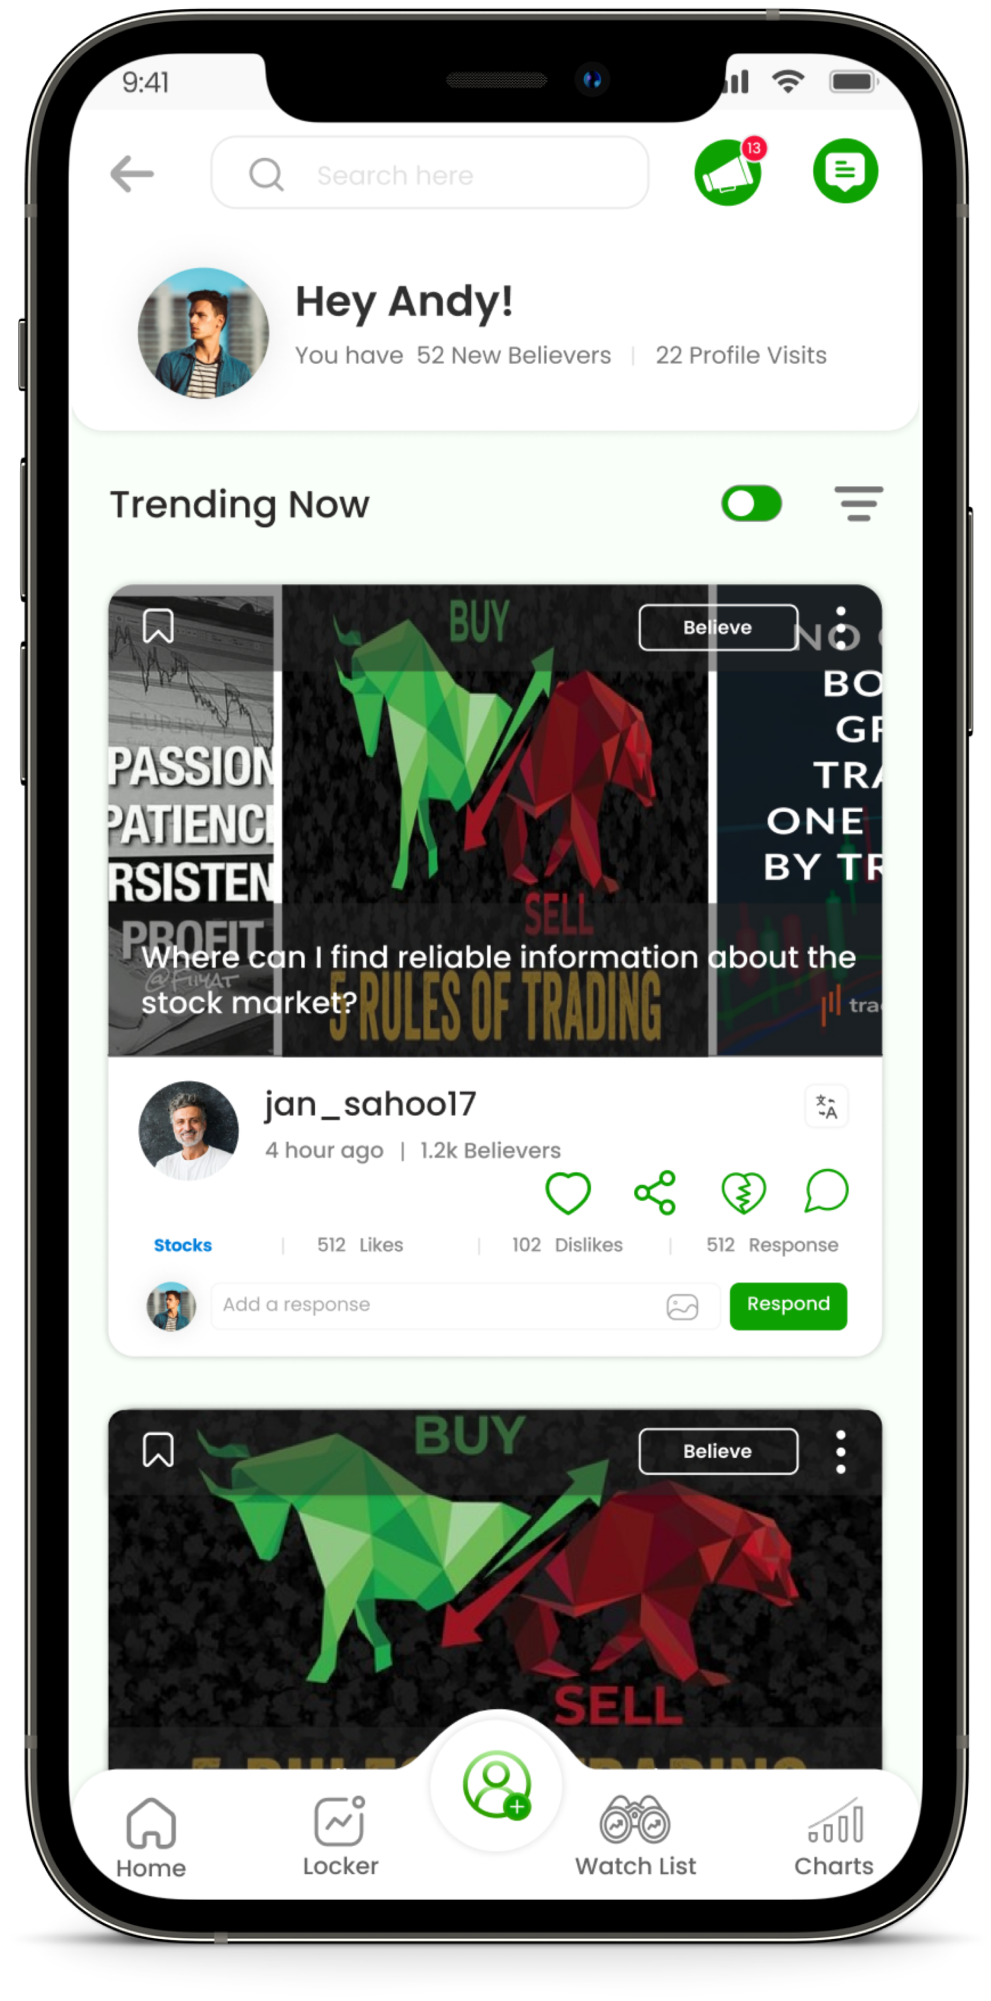 9:41
Search here
13
Hey Andy!
You have 52 New Believers | 22 Profile Visits
Trending Now
BUY
Believe
NO
BO
EURJPY
GR
PASSION
TRA
PATIENC
ONE
RSISTEN
BY TR
SELL
PROFIT
Where can I find reliable information about the
stock market?
5 RULES OF TRADING
tra
jan_sahoo17
4 hour ago | 1.2k Believers
文
A
Stocks | 512 Likes | 102 Dislikes | 512 Response
Add a response
Respond
BUY
Believe
SELL
Home
Locker
Watch List
Charts